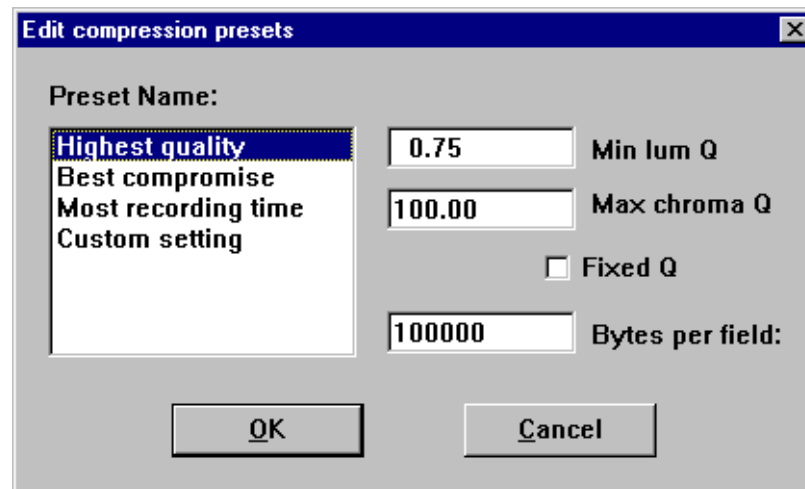 Edit compression presets
Preset Name:
Highest quality
Best compromise
Most recording time
Custom setting
0.75 Min lum Q
100.00 Max chroma Q
Fixed Q
100000 Bytes per field:
OK
Cancel